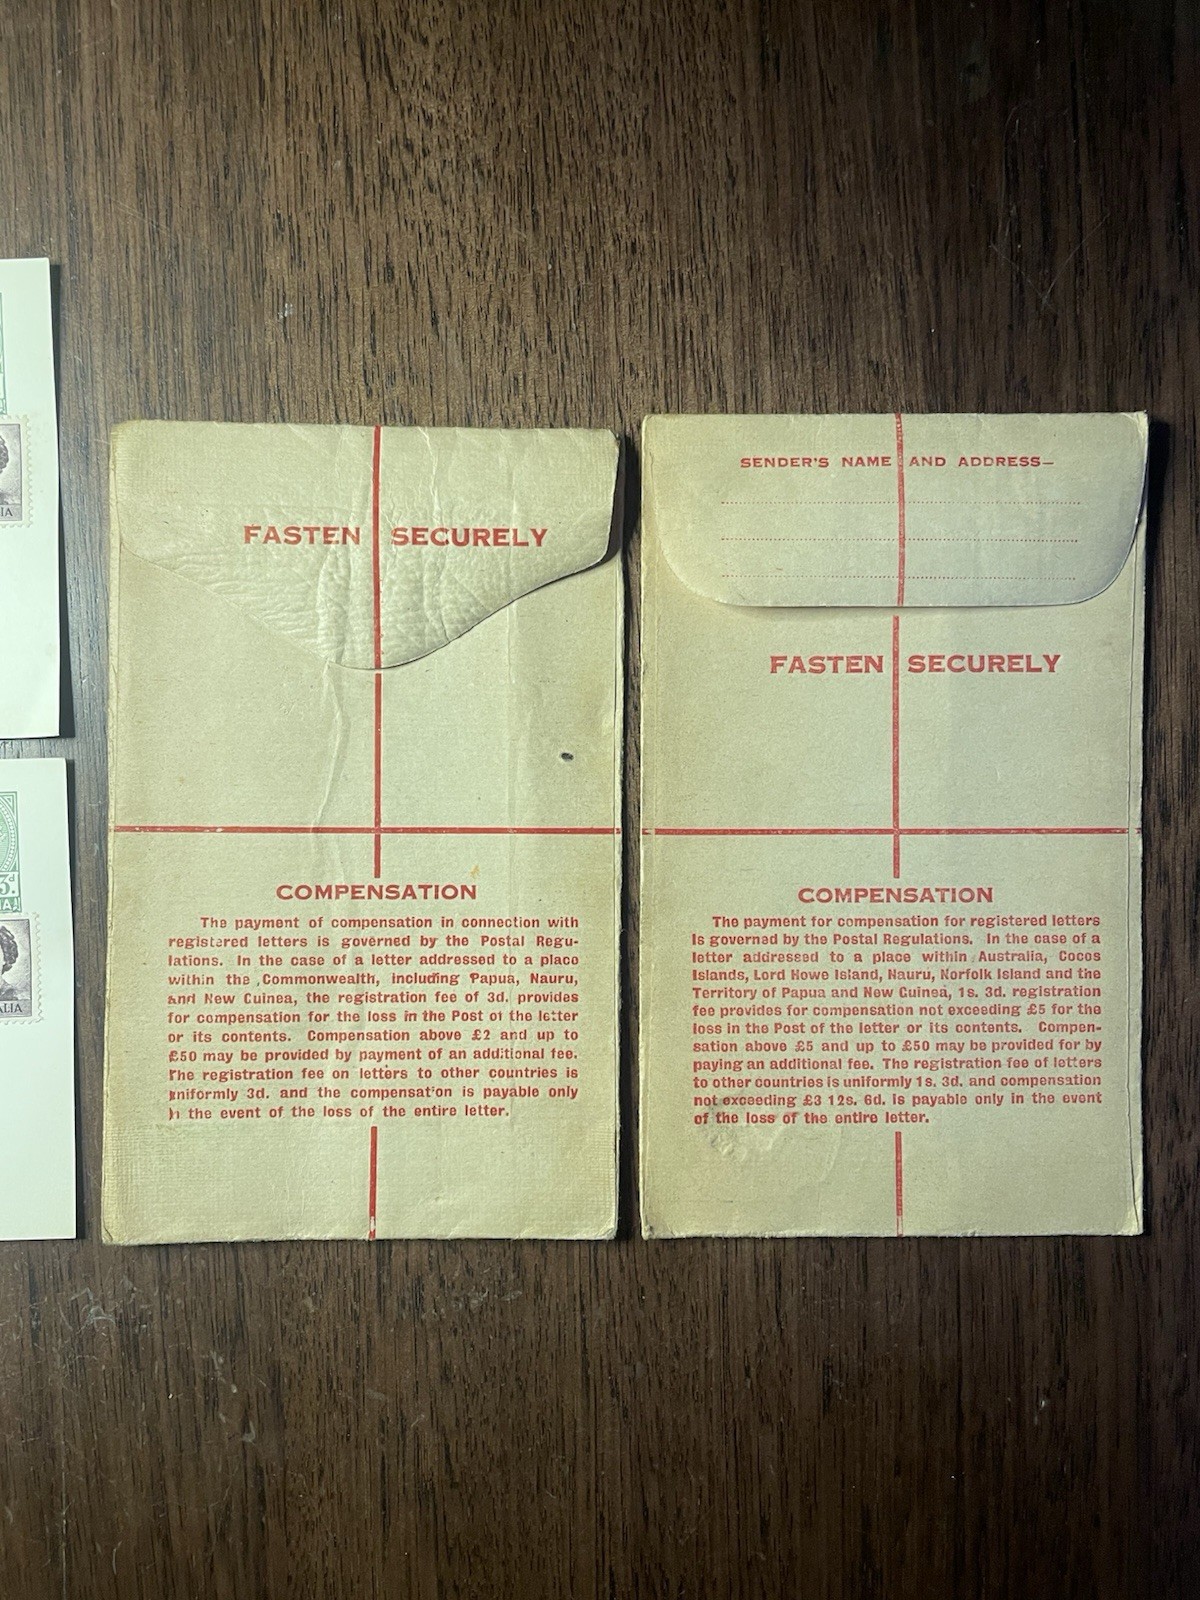 FASTEN SECURELY
COMPENSATION
The payment of compensation in connection with
registered letters is governed by the Postal Regu-
lations. In the case of a letter addressed to a place
within the Commonwealth, including Papua, Nauru,
and New Guinea, the registration fee of 3d. provides
for compensation for the loss in the Post of the letter
or its contents. Compensation above £2 and up to
£50 may be provided by payment of an additional fee.
The registration fee on letters to other countries is
uniformly 3d. and the compensation is payable only
in the event of the loss of the entire letter.
SENDER'S NAME AND ADDRESS—
FASTEN SECURELY
COMPENSATION
The payment for compensation for registered letters
is governed by the Postal Regulations. In the case of a
letter addressed to a place within Australia, Cocos
Islands, Lord Howe Island, Nauru, Norfolk Island and the
Territory of Papua and New Guinea, 1s. 3d. registration
fee provides for compensation not exceeding £5 for the
loss in the Post of the letter or its contents. Compen-
sation above £5 and up to £50 may be provided for by
paying an additional fee. The registration fee of letters
to other countries is uniformly 1s. 3d. and compensation
not exceeding £3 12s. 6d. is payable only in the event
of the loss of the entire letter.
IA
3d.
IA
ALIA